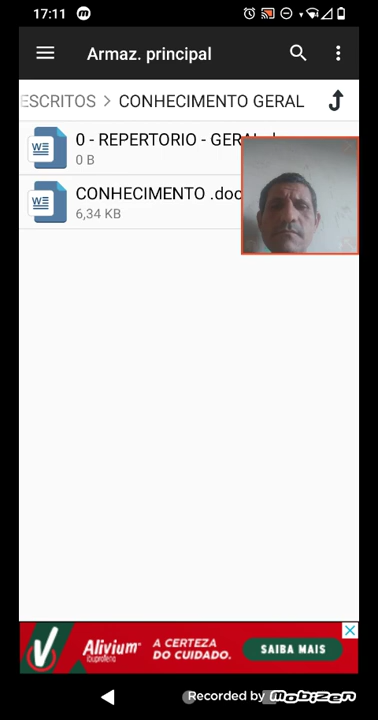 17:11
Armaz. principal
ESCRITOS > CONHECIMENTO GERAL
0 - REPERTORIO - GERAL
0 B
CONHECIMENTO .doc
6,34 KB
Alivium
ibuprofeno
A CERTEZA
DO CUIDADO.
SAIBA MAIS
Recorded by mobizen